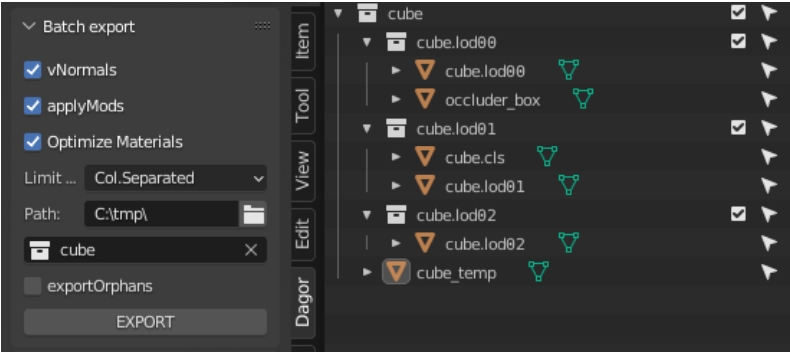 Batch export
vNormals
applyMods
Optimize Materials
Limit ... Col.Separated
Path: C:\tmp\
cube
exportOrphans
EXPORT
Item
Tool
View
Edit
Dagor
cube
cube.lod00
cube.lod00
occluder_box
cube.lod01
cube.cls
cube.lod01
cube.lod02
cube.lod02
cube_temp